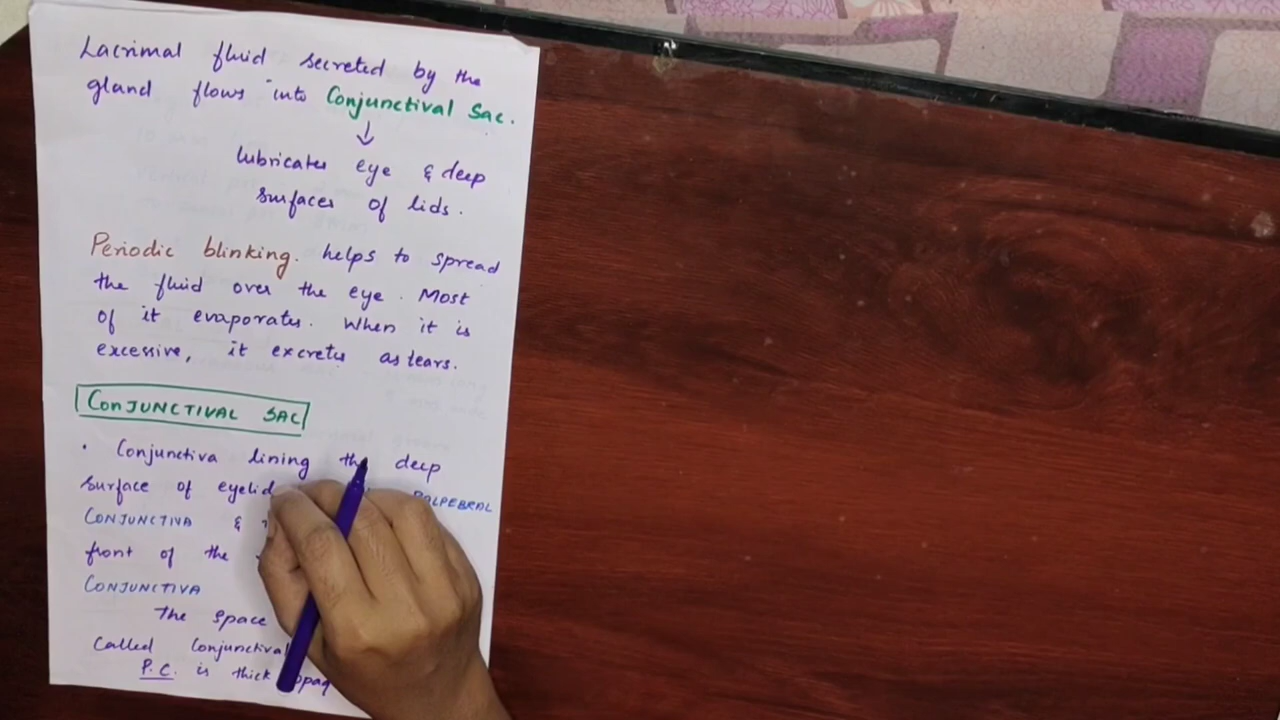 Lacrimal fluid secreted by the
gland flows into Conjunctival Sac.
↓
lubricates eye & deep
surfaces of lids.
Periodic blinking. helps to spread
the fluid over the eye. Most
of it evaporates. When it is
excessive, it excretes as tears.
CONJUNCTIVAL SAC
• Conjunctiva lining the deep
surface of eyelid PALPEBRAL
CONJUNCTIVA &
front of the
CONJUNCTIVA
The space
Called Conjunctival
P.C. is thick